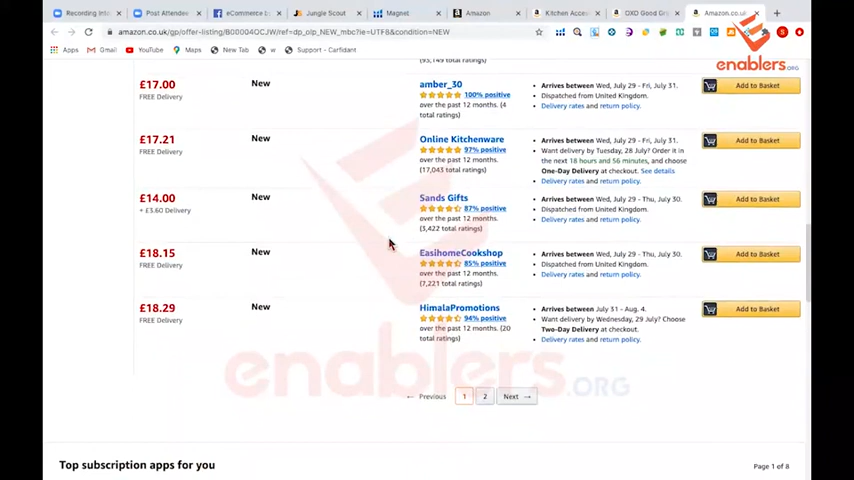 Recording Into
Post Attendee
eCommerce b
Jungle Scout
Magnet
Amazon
Kitchen Acces
OXO Good Gr
Amazon.co.uk
amazon.co.uk/gp/offer-listing/B00004OCJW/ref=dp_olp_NEW_mbc?ie=UTF8&condition=NEW
Apps
Gmail
YouTube
Maps
New Tab
w
Support - Carfidant
enablers.ORG
(93,149 total ratings)
£17.00
FREE Delivery
New
amber_30
100% positive
over the past 12 months. (4
total ratings)
Arrives between Wed, July 29 - Fri, July 31.
Dispatched from United Kingdom.
Delivery rates and return policy.
Add to Basket
£17.21
FREE Delivery
New
Online Kitchenware
97% positive
over the past 12 months.
(17,043 total ratings)
Arrives between Wed, July 29 - Fri, July 31.
Want delivery by Tuesday, 28 July? Order it in
the next 18 hours and 56 minutes, and choose
One-Day Delivery at checkout. See details
Delivery rates and return policy.
Add to Basket
£14.00
+ £3.60 Delivery
New
Sands Gifts
87% positive
over the past 12 months.
(3,422 total ratings)
Arrives between Wed, July 29 - Thu, July 30.
Dispatched from United Kingdom.
Delivery rates and return policy.
Add to Basket
£18.15
FREE Delivery
New
EasihomeCookshop
85% positive
over the past 12 months.
(7,221 total ratings)
Arrives between Wed, July 29 - Thu, July 30.
Dispatched from United Kingdom.
Delivery rates and return policy.
Add to Basket
£18.29
FREE Delivery
New
HimalaPromotions
94% positive
over the past 12 months. (20
total ratings)
Arrives between July 31 - Aug. 4.
Want delivery by Wednesday, 29 July? Choose
Two-Day Delivery at checkout.
Delivery rates and return policy.
Add to Basket
enablers.ORG
← Previous 1 2 Next →
Top subscription apps for you
Page 1 of 8